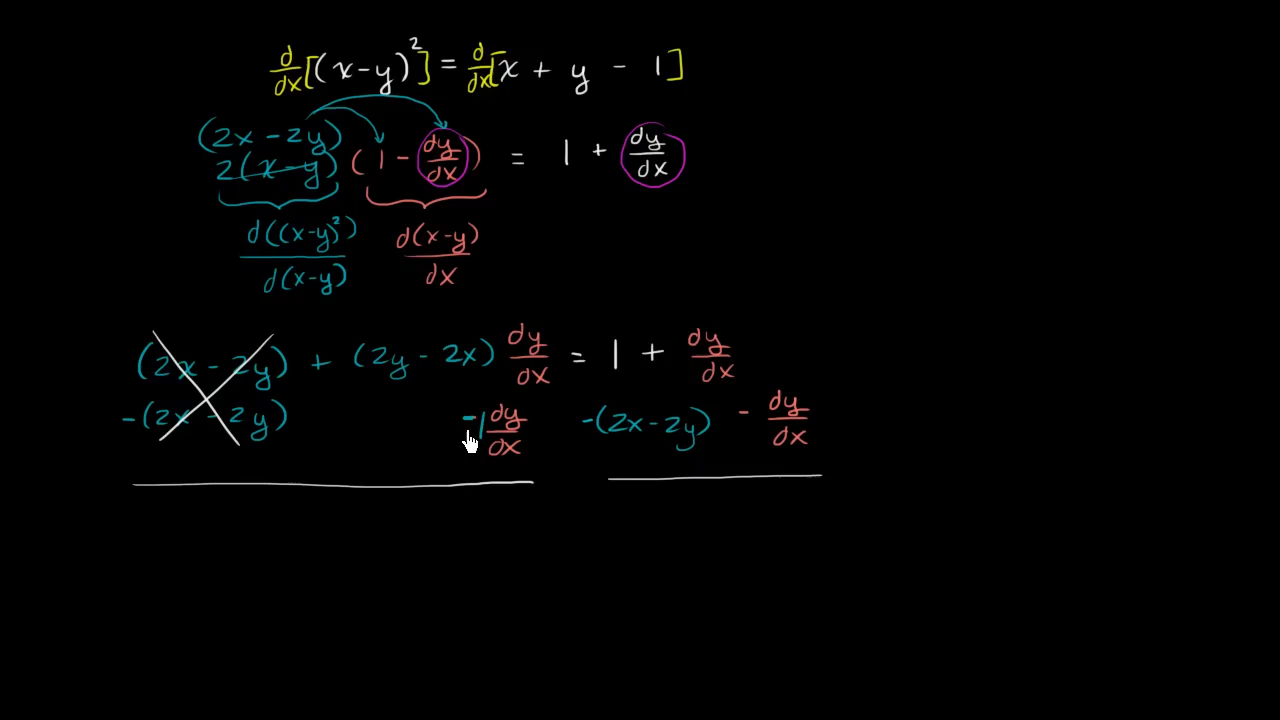 d/dx[(x-y)²] = d/dx[x + y - 1]
(2x - 2y)
2(x-y) (1 - dy/dx) = 1 + dy/dx
d((x-y)²)/d(x-y) d(x-y)/dx
(2x - 2y) + (2y - 2x) dy/dx = 1 + dy/dx
-(2x - 2y) -1 dy/dx -(2x-2y) - dy/dx